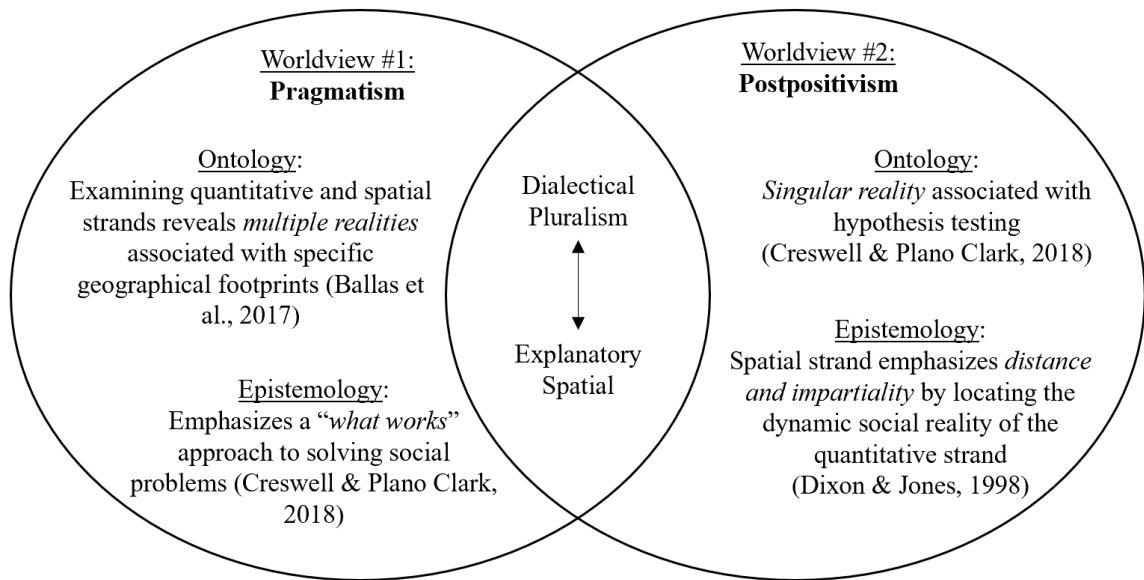 Worldview #1:
Pragmatism
Ontology:
Examining quantitative and spatial
strands reveals multiple realities
associated with specific
geographical footprints (Ballas et
al., 2017)
Epistemology:
Emphasizes a “what works”
approach to solving social
problems (Creswell & Plano Clark,
2018)
Dialectical
Pluralism
Explanatory
Spatial
Worldview #2:
Postpositivism
Ontology:
Singular reality associated with
hypothesis testing
(Creswell & Plano Clark, 2018)
Epistemology:
Spatial strand emphasizes distance
and impartiality by locating the
dynamic social reality of the
quantitative strand
(Dixon & Jones, 1998)